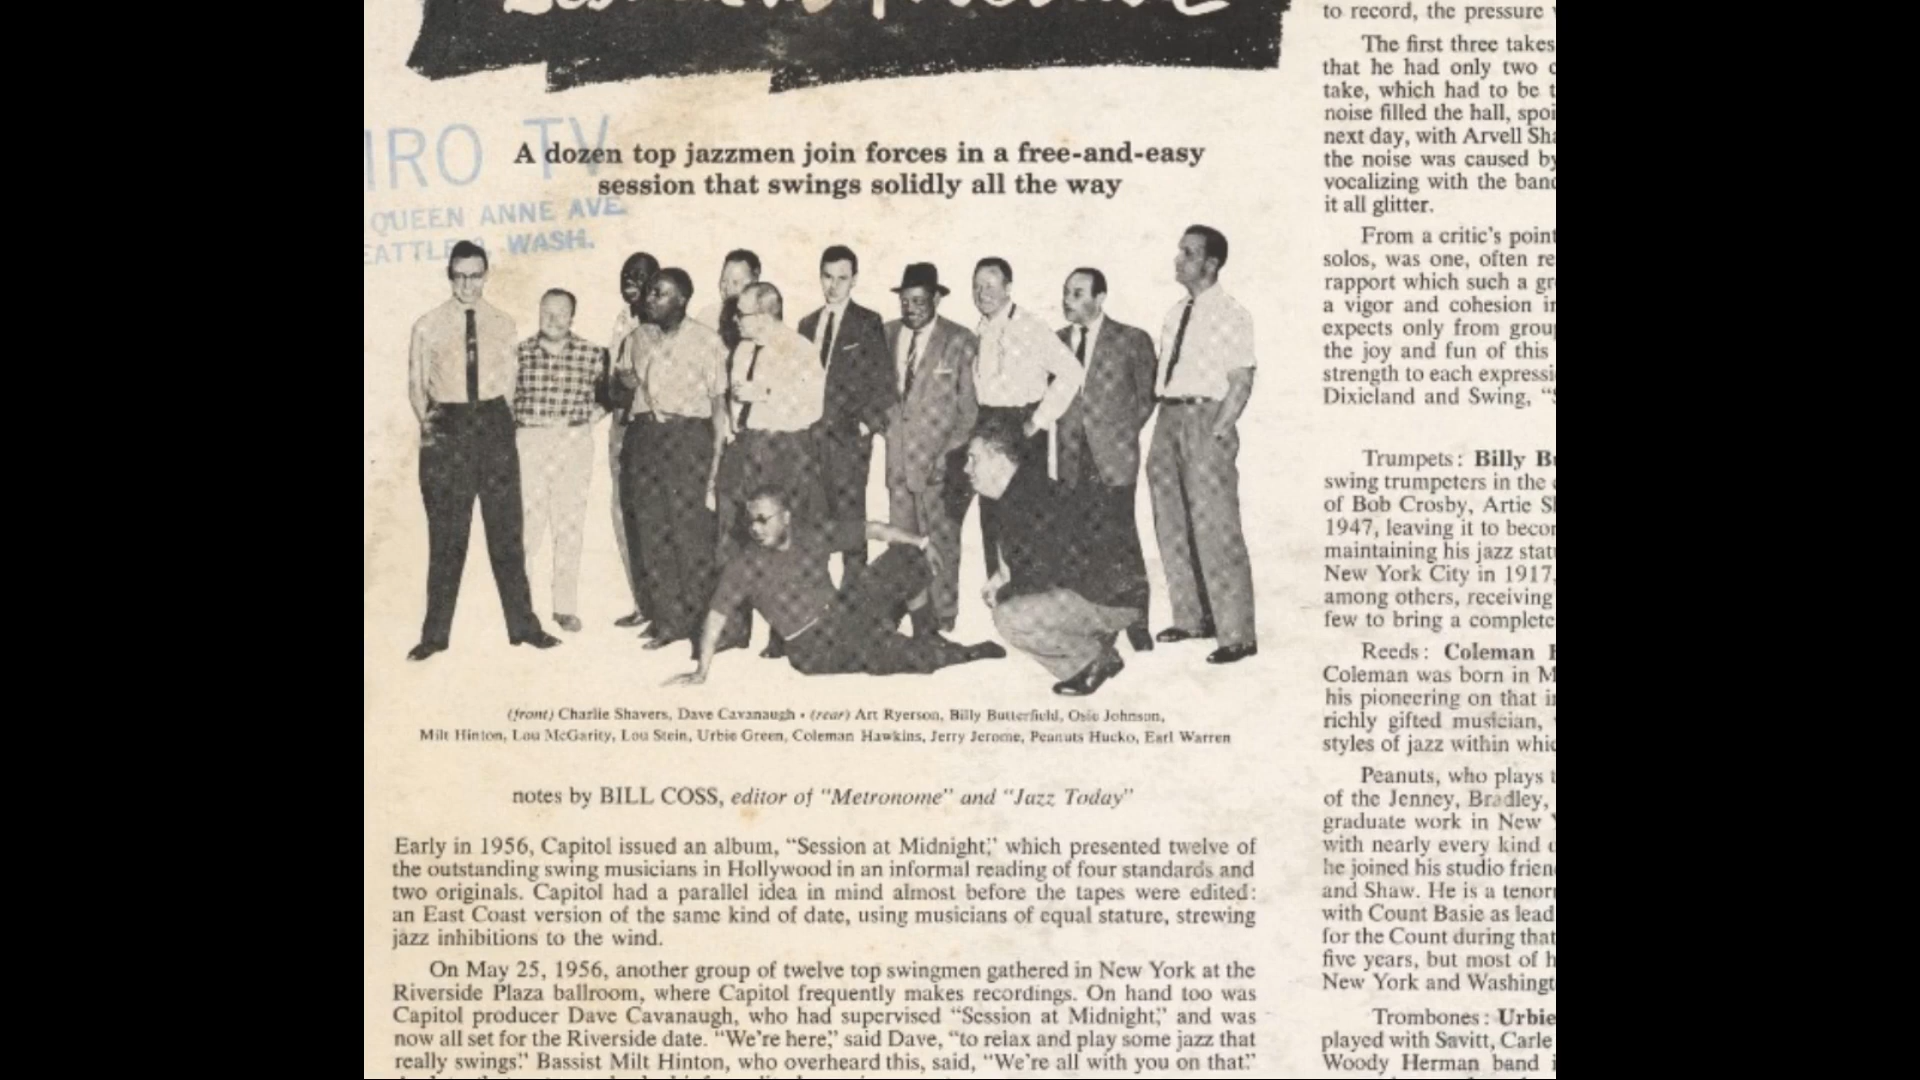 IRO TV
QUEEN ANNE AVE.
EATTLE 9, WASH.
A dozen top jazzmen join forces in a free-and-easy
session that swings solidly all the way
(front) Charlie Shavers, Dave Cavanaugh • (rear) Art Ryerson, Billy Butterfield, Osie Johnson,
Milt Hinton, Lou McGarity, Lou Stein, Urbie Green, Coleman Hawkins, Jerry Jerome, Peanuts Hucko, Earl Warren
notes by BILL COSS, editor of “Metronome” and “Jazz Today”
Early in 1956, Capitol issued an album, “Session at Midnight,” which presented twelve of
the outstanding swing musicians in Hollywood in an informal reading of four standards and
two originals. Capitol had a parallel idea in mind almost before the tapes were edited:
an East Coast version of the same kind of date, using musicians of equal stature, strewing
jazz inhibitions to the wind.
On May 25, 1956, another group of twelve top swingmen gathered in New York at the
Riverside Plaza ballroom, where Capitol frequently makes recordings. On hand too was
Capitol producer Dave Cavanaugh, who had supervised “Session at Midnight,” and was
now all set for the Riverside date. “We’re here,” said Dave, “to relax and play some jazz that
really swings.” Bassist Milt Hinton, who overheard this, said, “We’re all with you on that.”
to record, the pressure
The first three takes
that he had only two
take, which had to be
noise filled the hall, spoi
next day, with Arvell Sha
the noise was caused by
vocalizing with the band
it all glitter.
From a critic’s point
solos, was one, often re
rapport which such a gr
a vigor and cohesion in
expects only from grou
the joy and fun of this
strength to each expressi
Dixieland and Swing, “
Trumpets: Billy B
swing trumpeters in the
of Bob Crosby, Artie S
1947, leaving it to becom
maintaining his jazz stat
New York City in 1917,
among others, receiving
few to bring a complete
Reeds: Coleman
Coleman was born in M
his pioneering on that i
richly gifted musician,
styles of jazz within whic
Peanuts, who plays
of the Jenney, Bradley,
graduate work in New
with nearly every kind
he joined his studio frien
and Shaw. He is a tenor
with Count Basie as lead
for the Count during that
five years, but most of h
New York and Washingt
Trombones: Urbie
played with Savitt, Carle
Woody Herman band